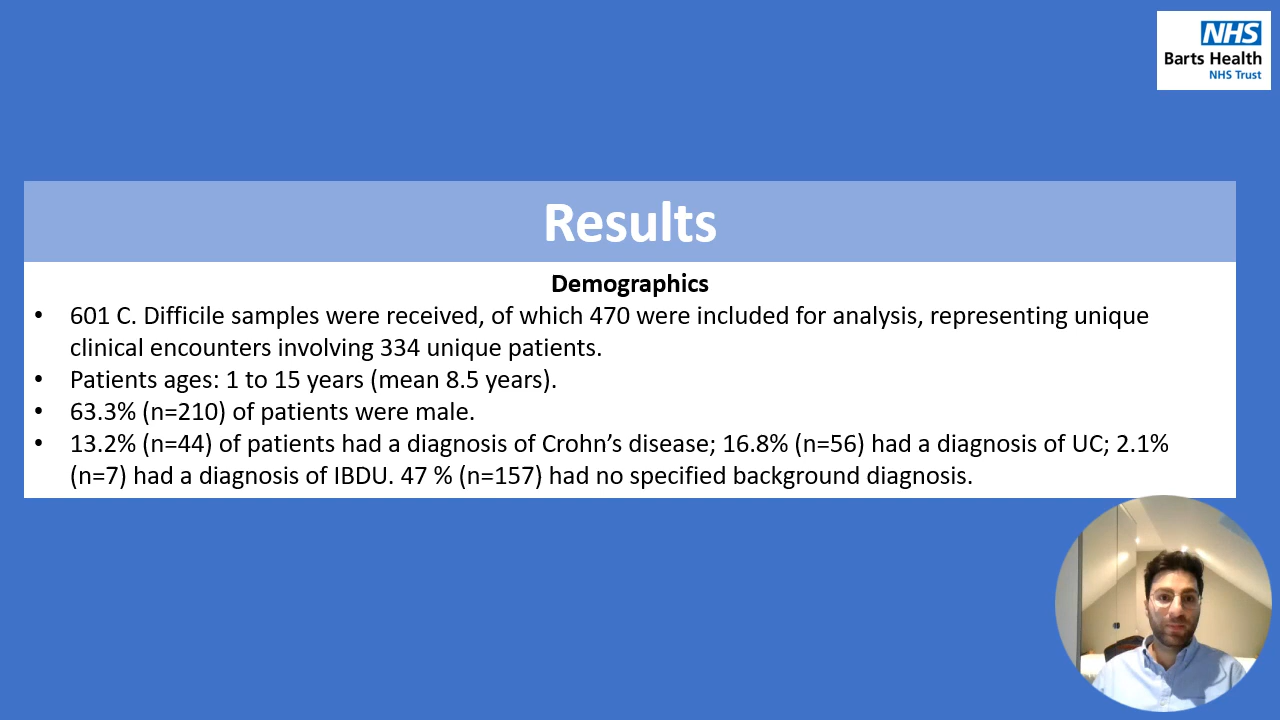 NHS
Barts Health
NHS Trust
Results
Demographics
• 601 C. Difficile samples were received, of which 470 were included for analysis, representing unique
clinical encounters involving 334 unique patients.
• Patients ages: 1 to 15 years (mean 8.5 years).
• 63.3% (n=210) of patients were male.
• 13.2% (n=44) of patients had a diagnosis of Crohn’s disease; 16.8% (n=56) had a diagnosis of UC; 2.1%
(n=7) had a diagnosis of IBDU. 47 % (n=157) had no specified background diagnosis.